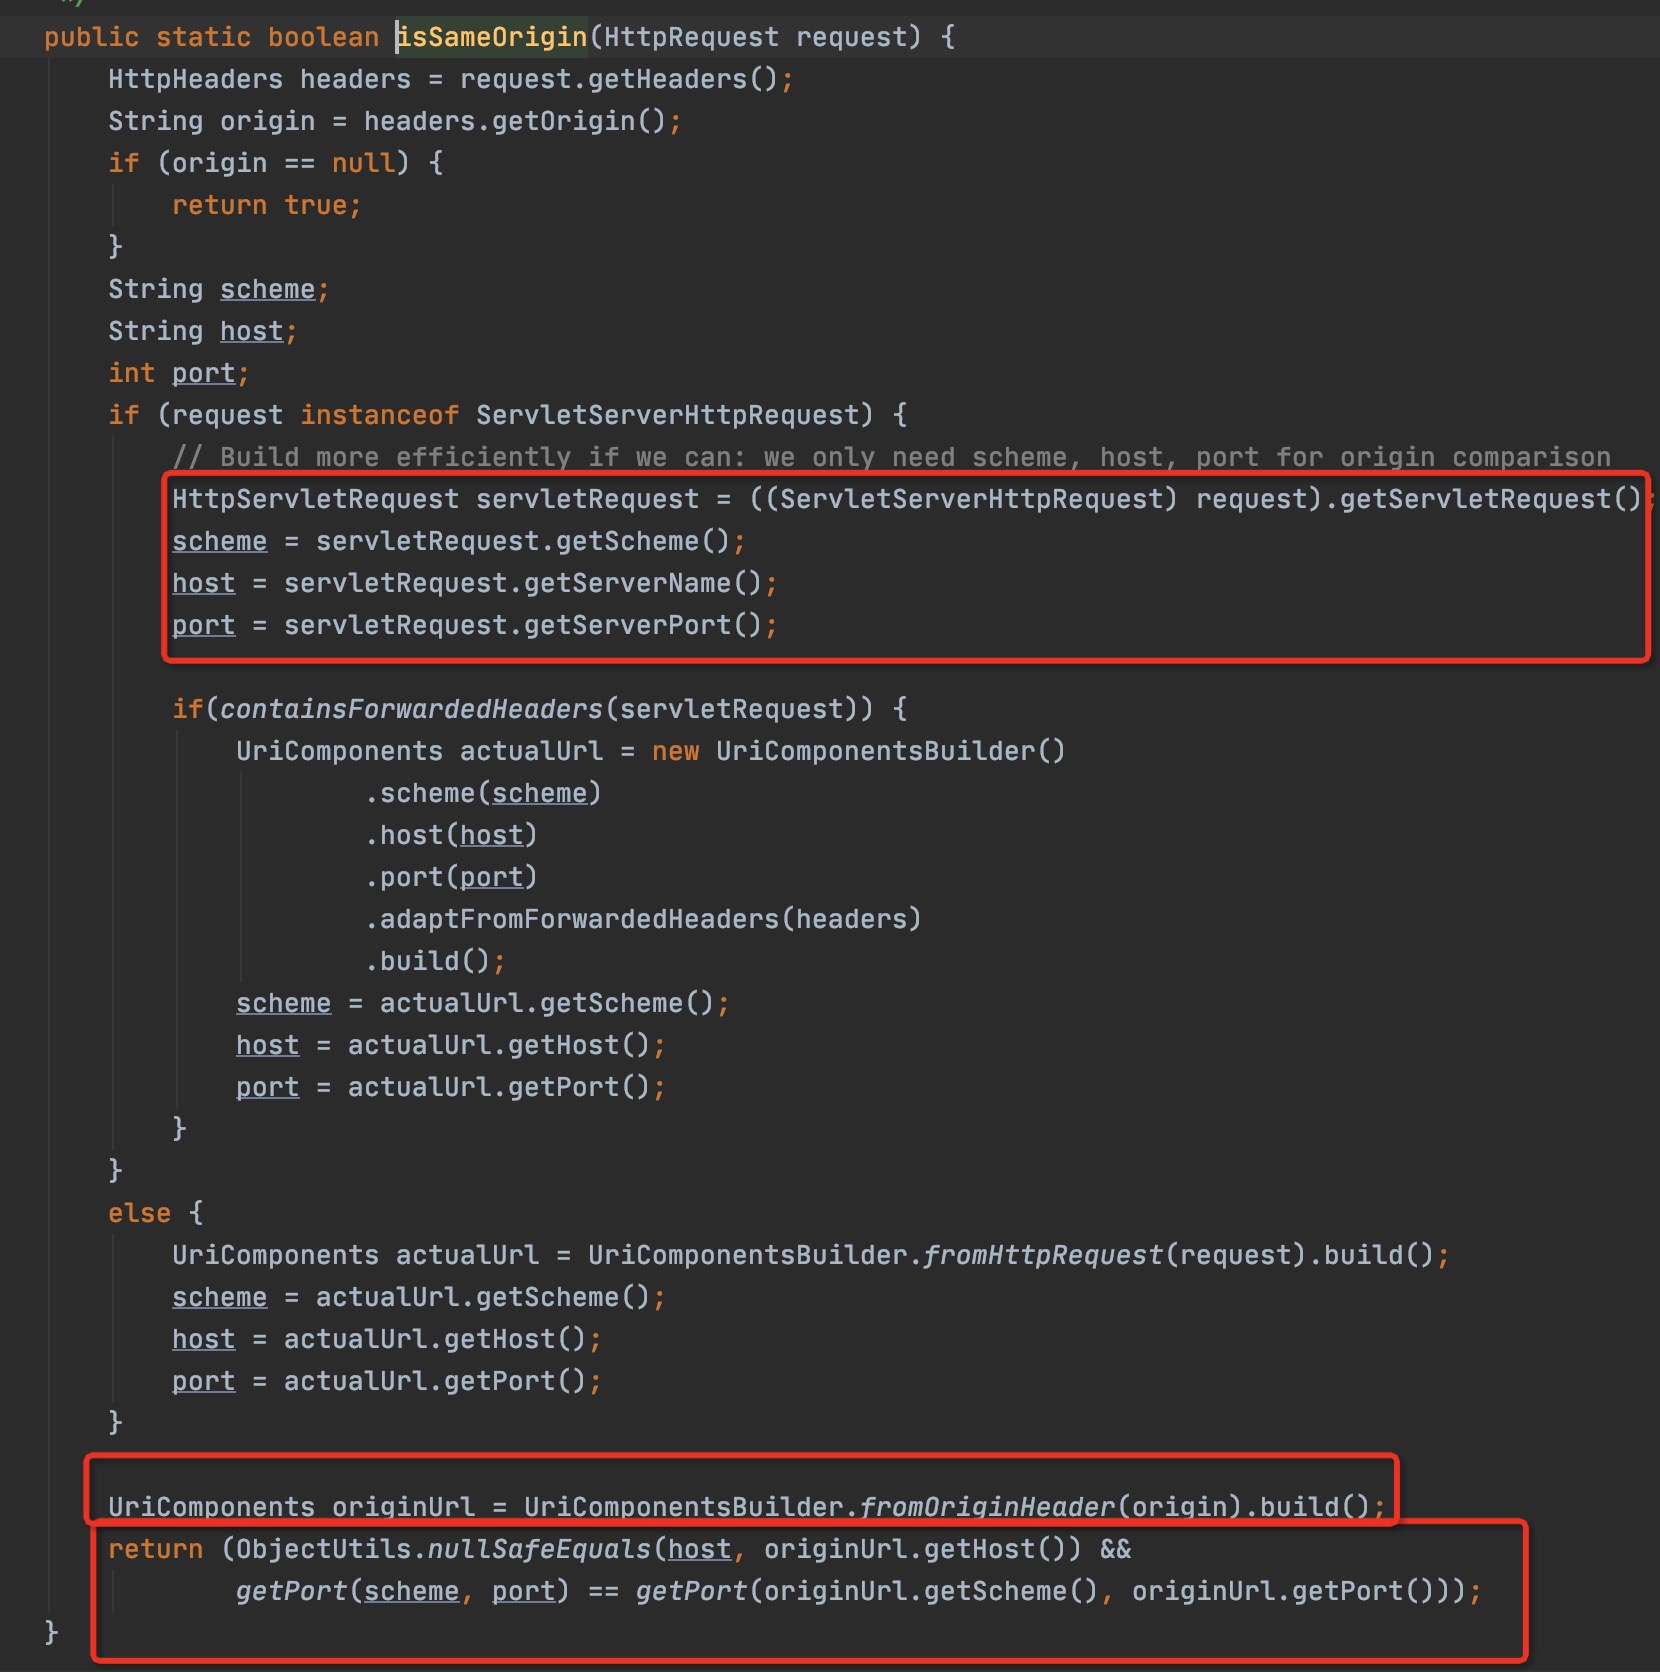 */
public static boolean isSameOrigin(HttpRequest request) {
HttpHeaders headers = request.getHeaders();
String origin = headers.getOrigin();
if (origin == null) {
return true;
}
String scheme;
String host;
int port;
if (request instanceof ServletServerHttpRequest) {
// Build more efficiently if we can: we only need scheme, host, port for origin comparison
HttpServletRequest servletRequest = ((ServletServerHttpRequest) request).getServletRequest();
scheme = servletRequest.getScheme();
host = servletRequest.getServerName();
port = servletRequest.getServerPort();
if(containsForwardedHeaders(servletRequest)) {
UriComponents actualUrl = new UriComponentsBuilder()
.scheme(scheme)
.host(host)
.port(port)
.adaptFromForwardedHeaders(headers)
.build();
scheme = actualUrl.getScheme();
host = actualUrl.getHost();
port = actualUrl.getPort();
}
}
else {
UriComponents actualUrl = UriComponentsBuilder.fromHttpRequest(request).build();
scheme = actualUrl.getScheme();
host = actualUrl.getHost();
port = actualUrl.getPort();
}
UriComponents originUrl = UriComponentsBuilder.fromOriginHeader(origin).build();
return (ObjectUtils.nullSafeEquals(host, originUrl.getHost()) &&
getPort(scheme, port) == getPort(originUrl.getScheme(), originUrl.getPort()));
}